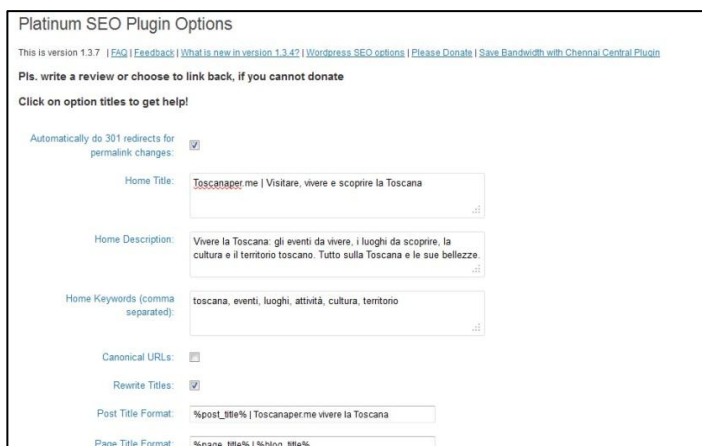 Platinum SEO Plugin Options
This is version 1.3.7 | FAQ | Feedback | What is new in version 1.3.4? | Wordpress SEO options | Please Donate | Save Bandwidth with Chennai Central Plugin
Pls. write a review or choose to link back, if you cannot donate
Click on option titles to get help!
Automatically do 301 redirects for
permalink changes:
Home Title:
Toscanaper.me | Visitare, vivere e scoprire la Toscana
Home Description:
Vivere la Toscana: gli eventi da vivere, i luoghi da scoprire, la
cultura e il territorio toscano. Tutto sulla Toscana e le sue bellezze.
Home Keywords (comma
separated):
toscana, eventi, luoghi, attività, cultura, territorio
Canonical URLs:
Rewrite Titles:
Post Title Format:
%post_title% | Toscanaper.me vivere la Toscana
Page Title Format:
%page_title% | %blog_title%